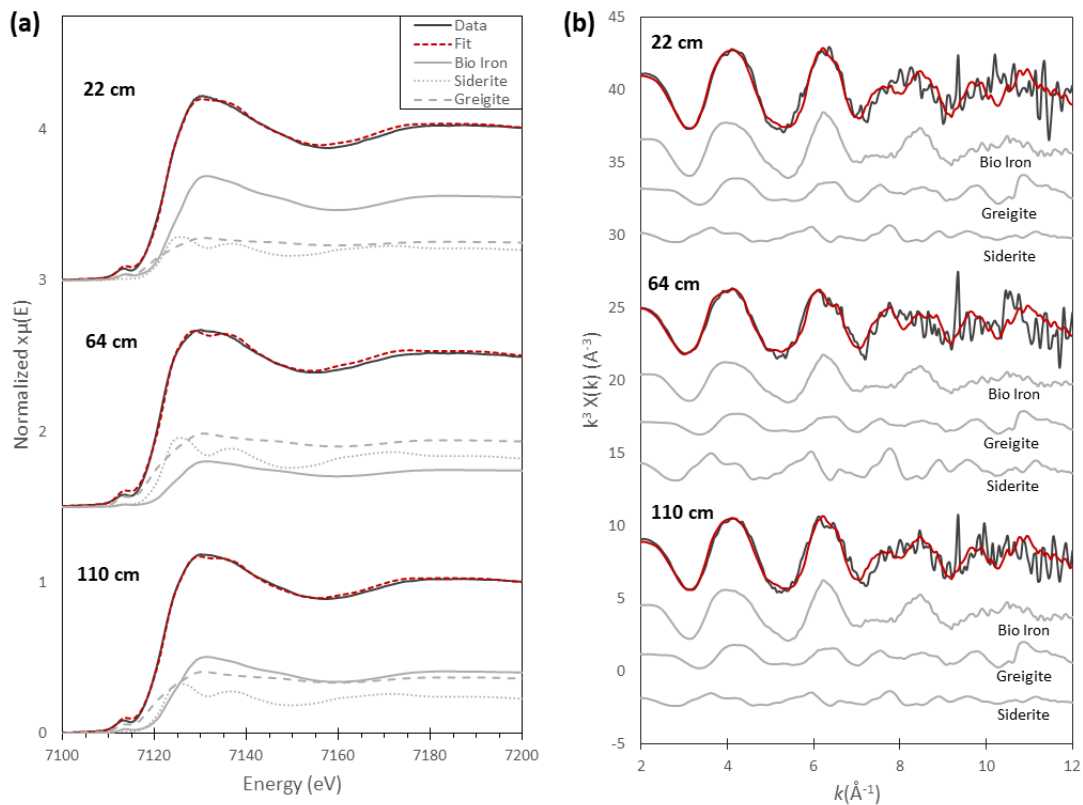 (a)
Data
Fit
Bio Iron
Siderite
Greigite
22 cm
64 cm
110 cm
4
3
2
1
0
Normalized xμ(E)
7100 7120 7140 7160 7180 7200
Energy (eV)
(b)
45
40
35
30
25
20
15
10
5
0
-5
k³ X(k) (A⁻³)
22 cm
Bio Iron
Greigite
Siderite
64 cm
Bio Iron
Greigite
Siderite
110 cm
Bio Iron
Greigite
Siderite
2 4 6 8 10 12
k(Å⁻¹)